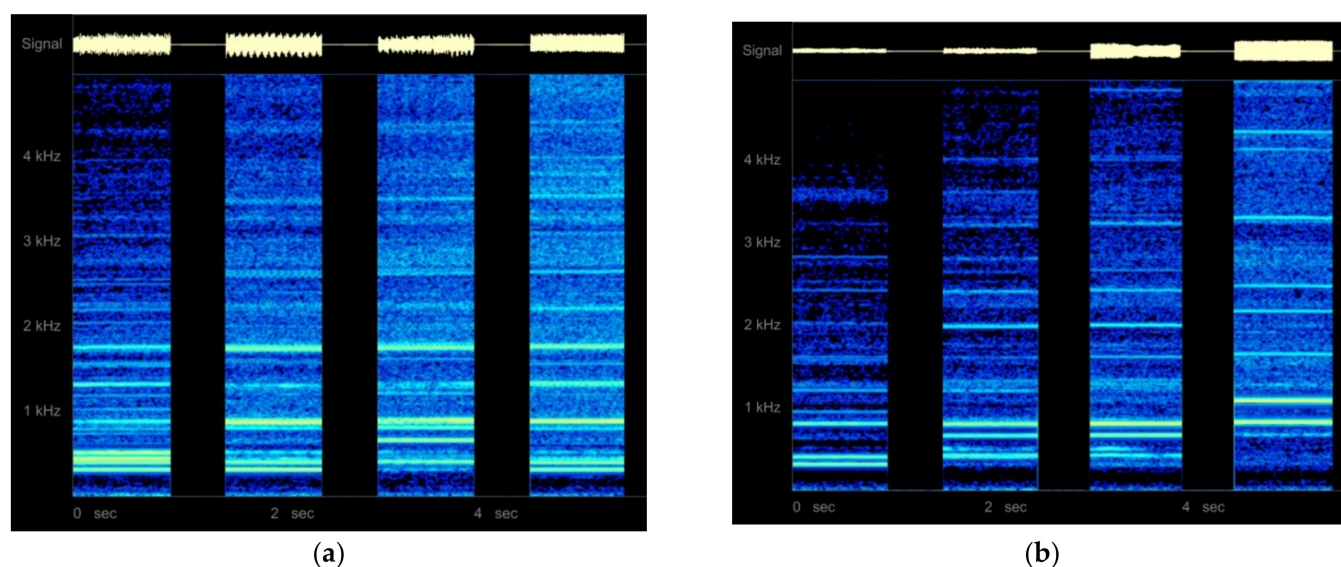 Signal
4 kHz
3 kHz
2 kHz
1 kHz
0 sec 2 sec 4 sec
(a)
Signal
4 kHz
3 kHz
2 kHz
1 kHz
0 sec 2 sec 4 sec
(b)